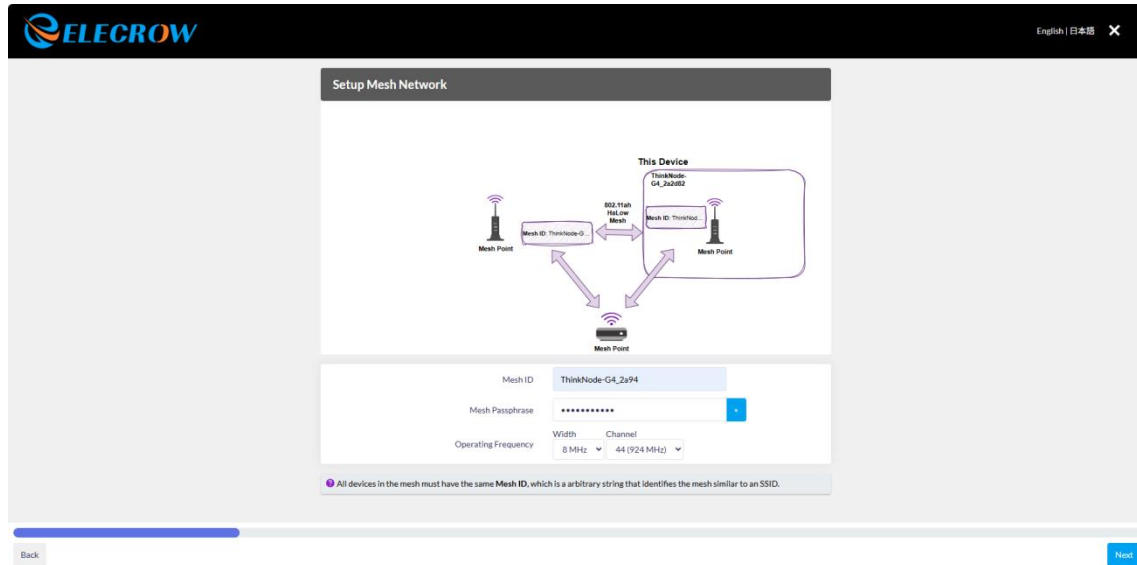 ELECROW
English | 日本語 ✕
Setup Mesh Network
This Device
ThinkNode-
G4_2a2d82
802.11ah
HaLow
Mesh
Mesh ID: ThinkNode-G...
Mesh ID: ThinkNod...
Mesh Point
Mesh Point
Mesh Point
Mesh ID ThinkNode-G4_2a94
Mesh Passphrase •••••••••••
Width Channel
Operating Frequency 8 MHz 44 (924 MHz)
All devices in the mesh must have the same Mesh ID, which is a arbitrary string that identifies the mesh similar to an SSID.
Back Next